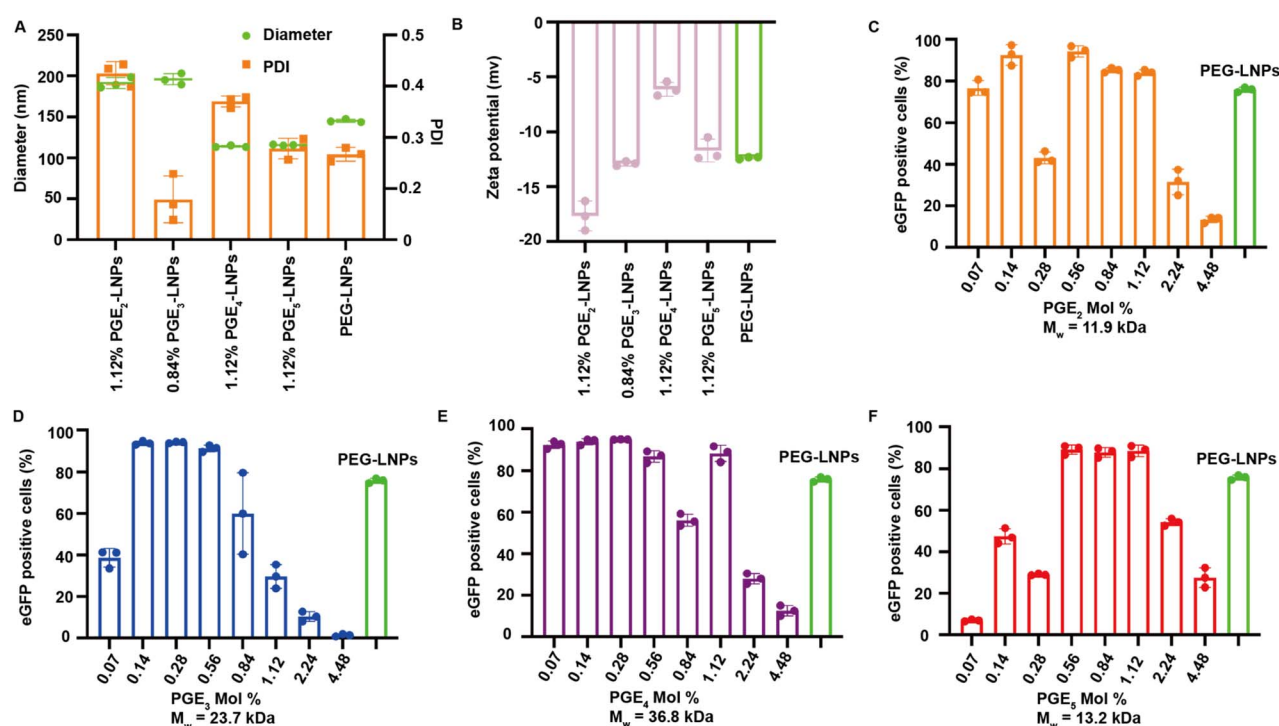 A
Diameter (nm)
250
200
150
100
50
0
Diameter
PDI
0.5
0.4
0.3
0.2
0.1
0
PDI
1.12% PGE₂-LNPs
0.84% PGE₃-LNPs
1.12% PGE₄-LNPs
1.12% PGE₅-LNPs
PEG-LNPs
B
Zeta potential (mv)
0
-5
-10
-15
-20
1.12% PGE₂-LNPs
0.84% PGE₃-LNPs
1.12% PGE₄-LNPs
1.12% PGE₅-LNPs
PEG-LNPs
C
eGFP positive cells (%)
100
80
60
40
20
0
PEG-LNPs
0.07
0.14
0.28
0.56
0.84
1.12
2.24
4.48
PGE₂ Mol %
M_w = 11.9 kDa
D
eGFP positive cells (%)
100
80
60
40
20
0
PEG-LNPs
0.07
0.14
0.28
0.56
0.84
1.12
2.24
4.48
PGE₃ Mol %
M_w = 23.7 kDa
E
eGFP positive cells (%)
100
80
60
40
20
0
PEG-LNPs
0.07
0.14
0.28
0.56
0.84
1.12
2.24
4.48
PGE₄ Mol %
M_w = 36.8 kDa
F
eGFP positive cells (%)
100
80
60
40
20
0
PEG-LNPs
0.07
0.14
0.28
0.56
0.84
1.12
2.24
4.48
PGE₅ Mol %
M_w = 13.2 kDa